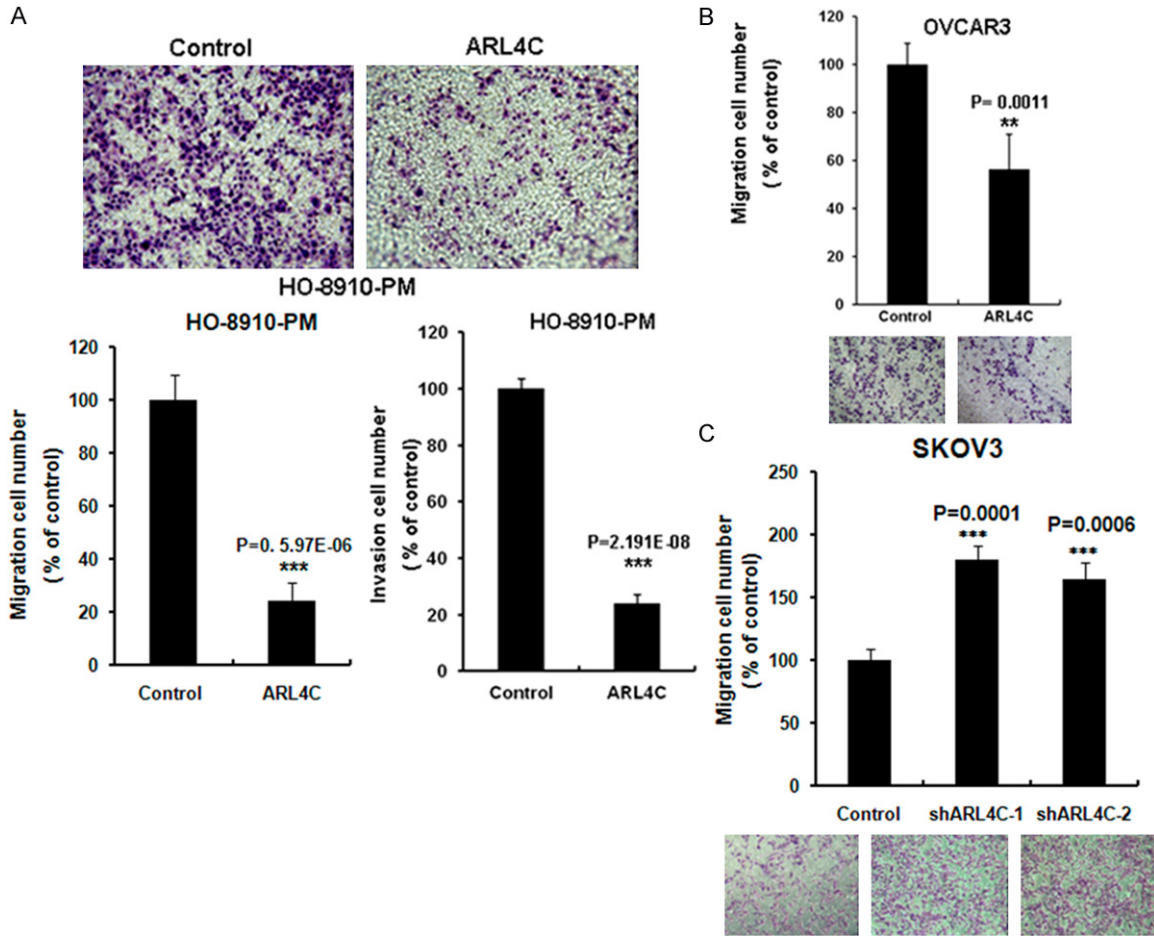 A
Control
ARL4C
HO-8910-PM
HO-8910-PM
Migration cell number
( % of control)
120
100
80
60
40
20
0
P=0. 5.97E-06
***
Control
ARL4C
HO-8910-PM
Invasion cell number
( % of control)
120
100
80
60
40
20
0
P=2.191E-08
***
Control
ARL4C
B
OVCAR3
Migration cell number
( % of control)
120
100
80
60
40
20
0
P= 0.0011
**
Control
ARL4C
C
SKOV3
Migration cell number
( % of control)
250
200
150
100
50
0
P=0.0001
***
P=0.0006
***
Control
shARL4C-1
shARL4C-2